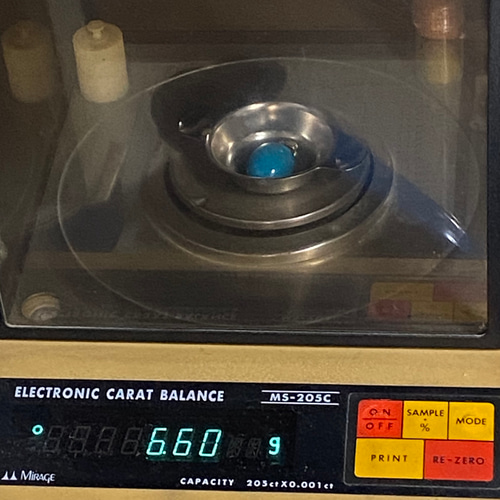 ELECTRONIC CARAT BALANCE MS-205C
6.60 g
MIRAGE CAPACITY 205ct X 0.001ct
ON
OFF
SAMPLE
%
MODE
PRINT
RE-ZERO